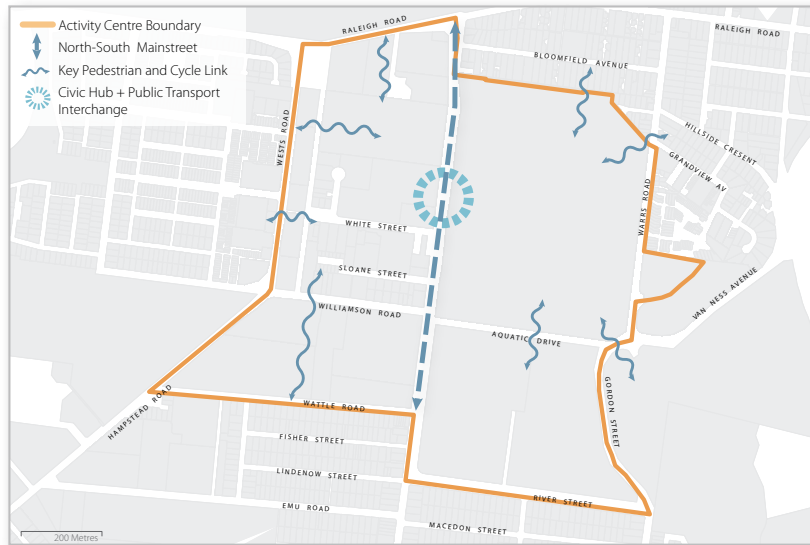 Activity Centre Boundary
North-South Mainstreet
Key Pedestrian and Cycle Link
Civic Hub + Public Transport
Interchange
RALEIGH ROAD
RALEIGH ROAD
BLOOMFIELD AVENUE
HILLSIDE CRESENT
GRANDVIEW AV
WESTS ROAD
WARRS ROAD
WHITE STREET
SLOANE STREET
VAN NESS AVENUE
WILLIAMSON ROAD
AQUATIC DRIVE
GORDON STREET
HAMPSTEAD ROAD
WATTLE ROAD
FISHER STREET
LINDENOW STREET
RIVER STREET
EMU ROAD
MACEDON STREET
200 Metres